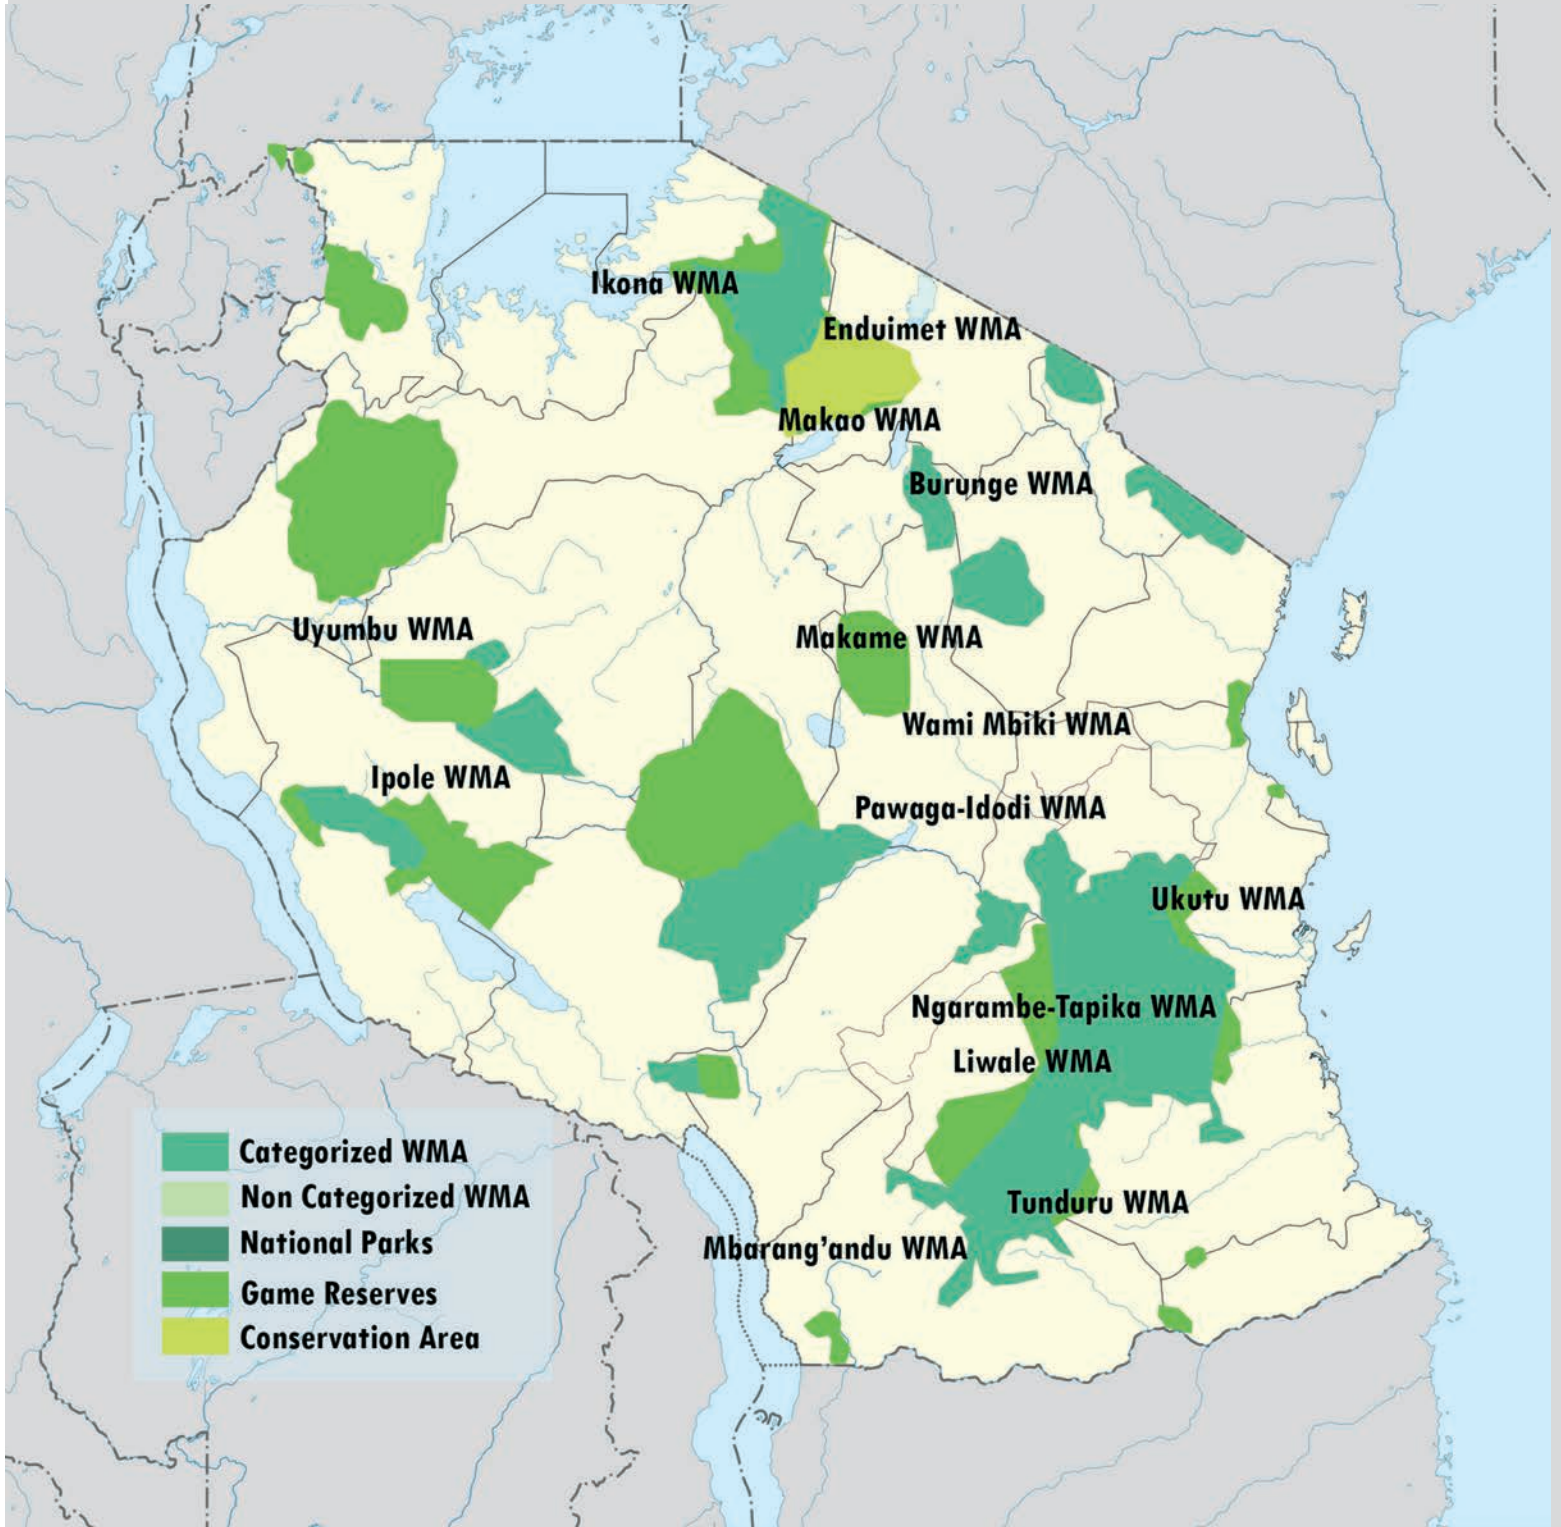 Ikona WMA
Enduimet WMA
Makao WMA
Burunge WMA
Uyumbu WMA
Makame WMA
Wami Mbiki WMA
Ipole WMA
Pawaga-Idodi WMA
Ukutu WMA
Ngarambe-Tapika WMA
Liwale WMA
Tunduru WMA
Mbarang'andu WMA
Categorized WMA
Non Categorized WMA
National Parks
Game Reserves
Conservation Area